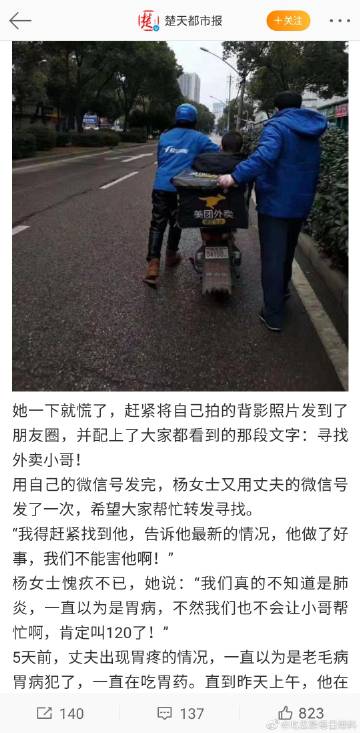 楚天都市报
+关注
美团外卖
她一下就慌了，赶紧将自己拍的背影照片发到了
朋友圈，并配上了大家都看到的那段文字：寻找
外卖小哥！
用自己的微信号发完，杨女士又用丈夫的微信号
发了一次，希望大家帮忙转发寻找。
“我得赶紧找到他，告诉他最新的情况，他做了好
事，我们不能害他啊！”
杨女士愧疚不已，她说：“我们真的不知道是肺
炎，一直以为是胃病，不然我们也不会让小哥帮
忙啊，肯定叫120了！”
5天前，丈夫出现胃疼的情况，一直以为是老毛病
胃病犯了，一直在吃胃药。直到昨天上午，他在
140
137
823